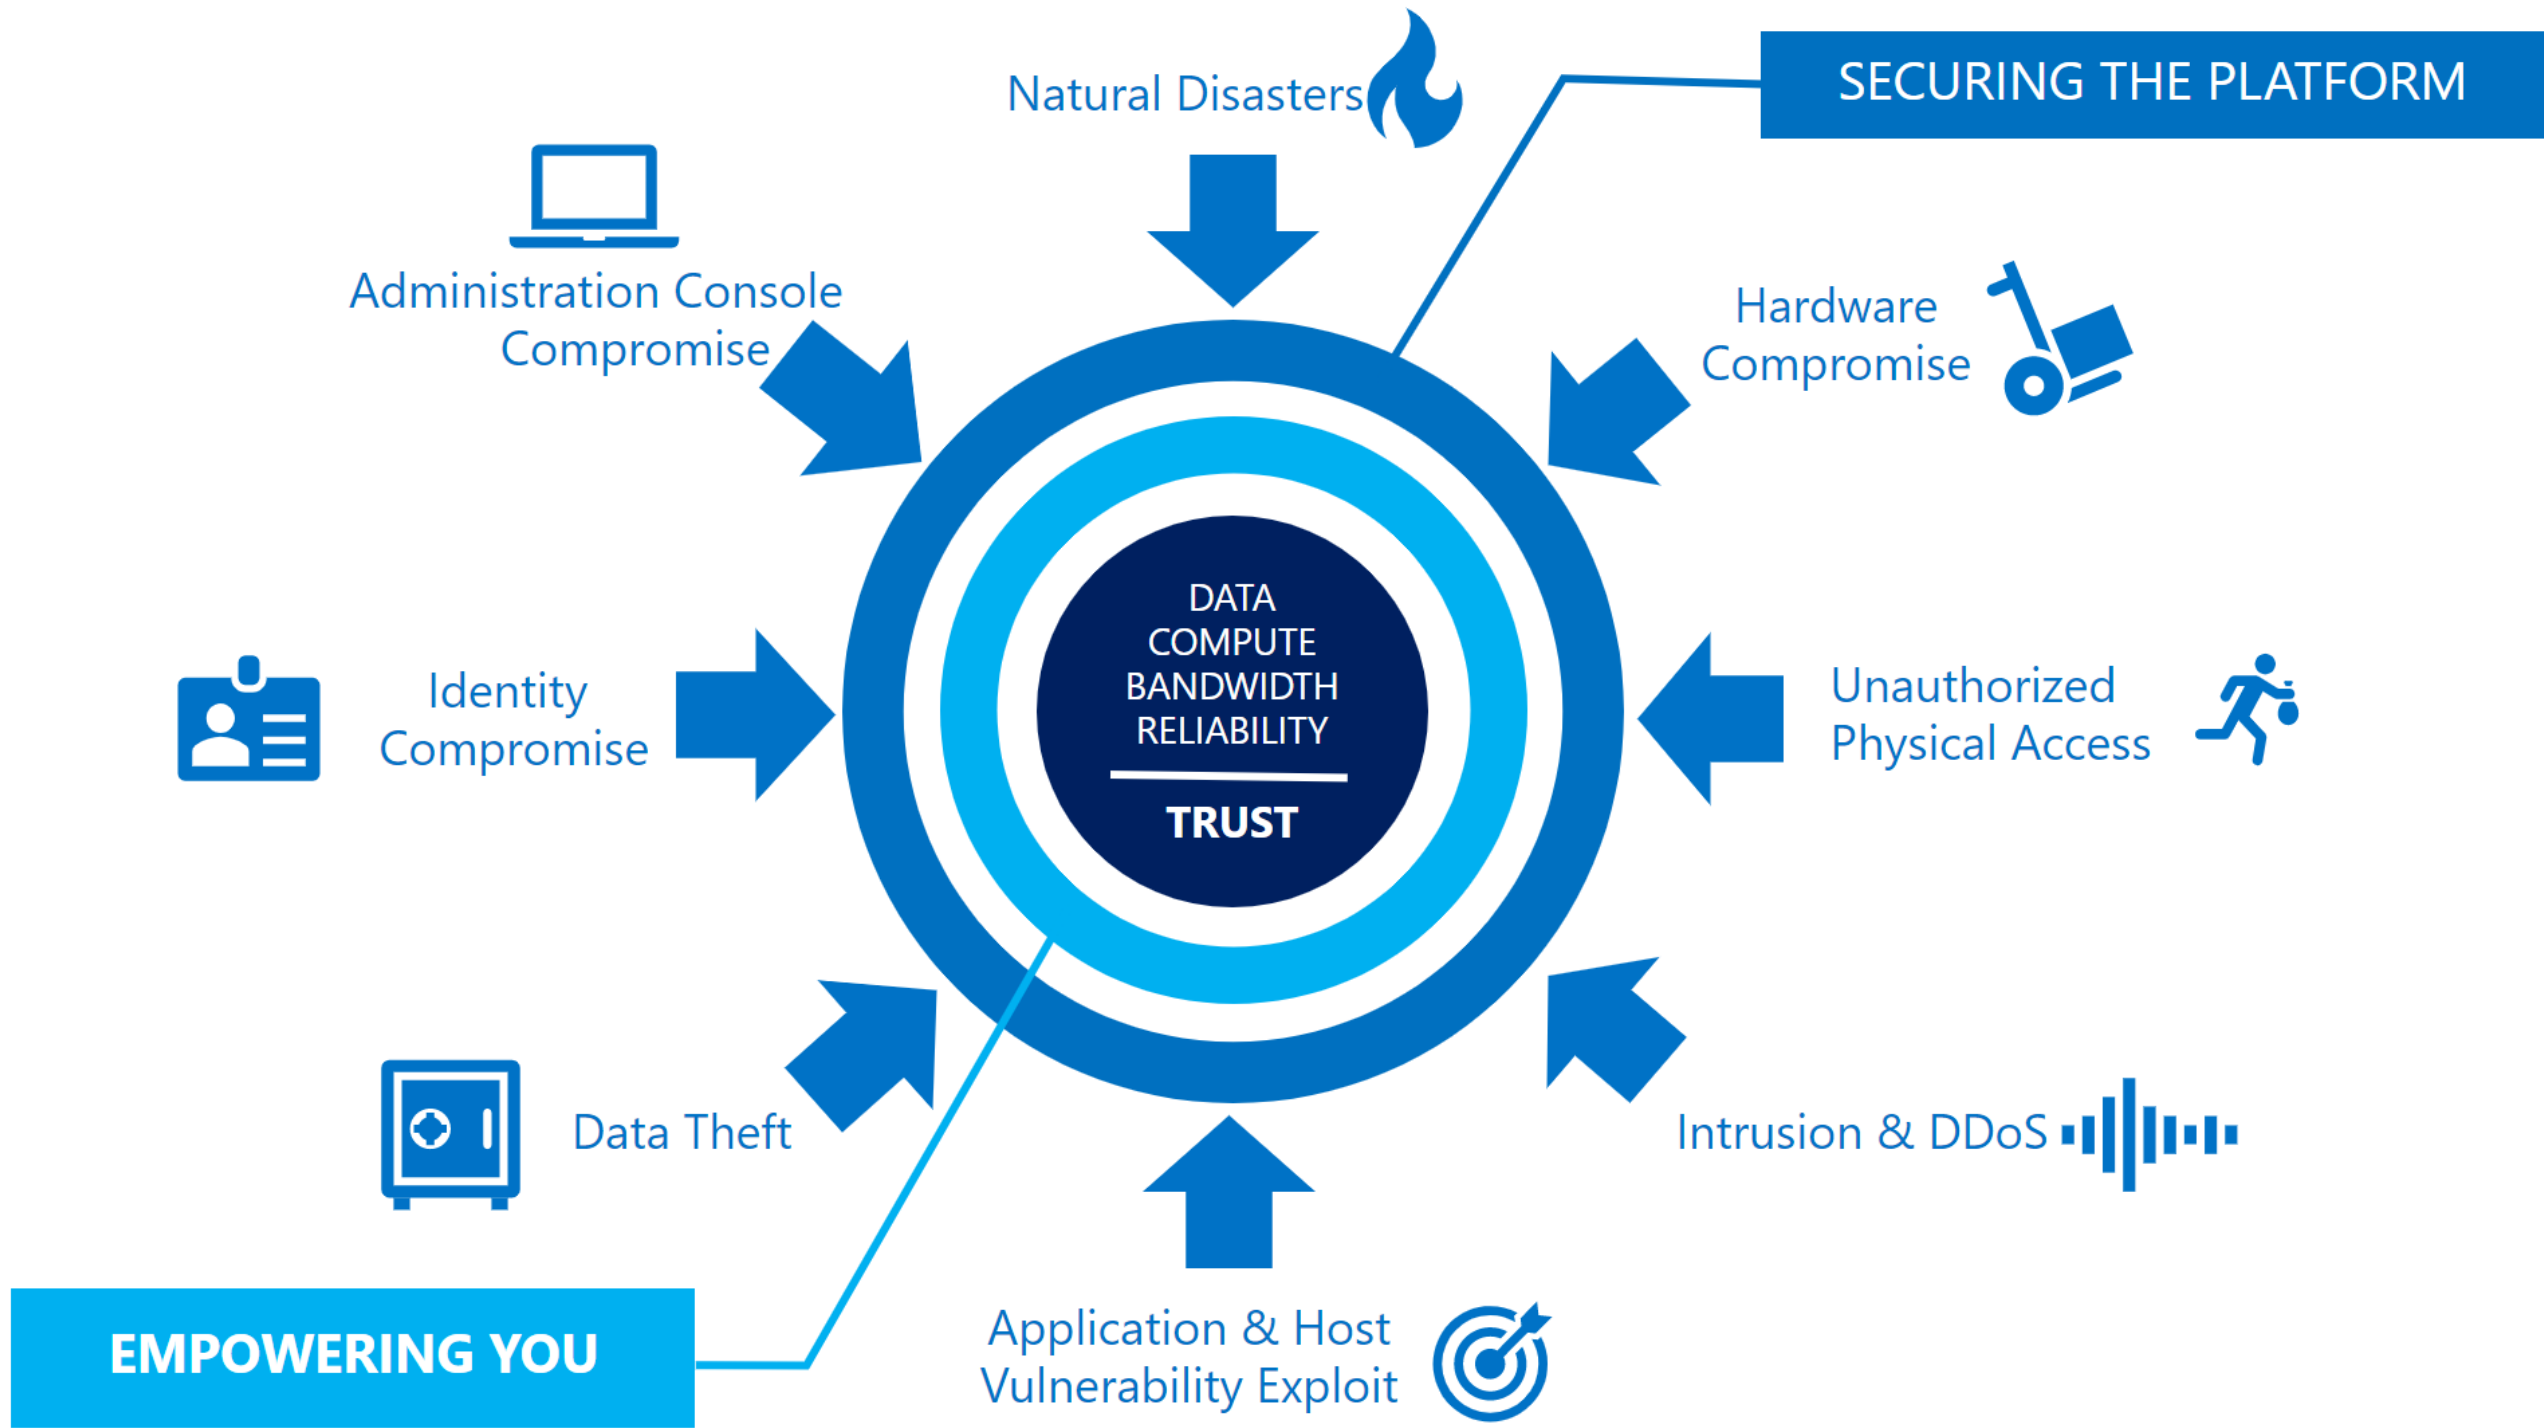 Natural Disasters
SECURING THE PLATFORM
Administration Console
Compromise
Hardware
Compromise
DATA
COMPUTE
BANDWIDTH
RELIABILITY
TRUST
Identity
Compromise
Unauthorized
Physical Access
Data Theft
Intrusion & DDoS
EMPOWERING YOU
Application & Host
Vulnerability Exploit